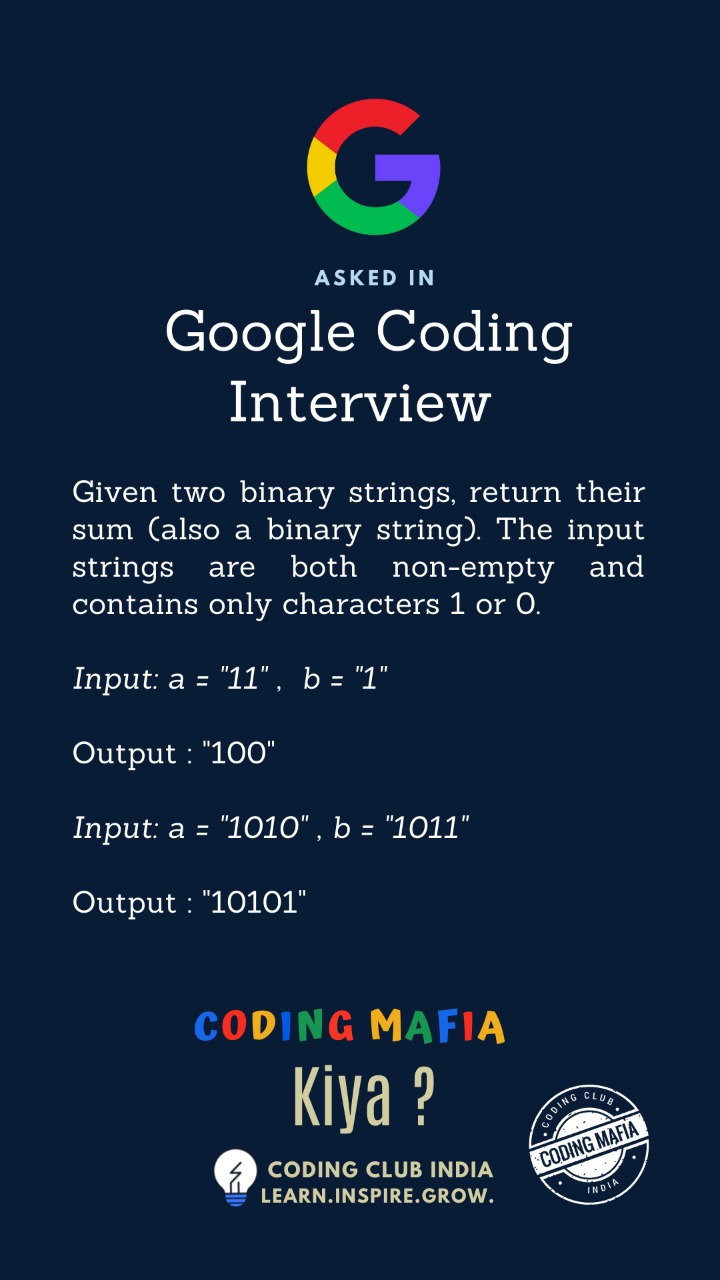 ASKED IN
Google Coding
Interview
Given two binary strings, return their
sum (also a binary string). The input
strings are both non-empty and
contains only characters 1 or 0.
Input: a = "11" , b = "1"
Output : "100"
Input: a = "1010" , b = "1011"
Output : "10101"
CODING MAFIA
Kiya ?
CODING CLUB INDIA
LEARN.INSPIRE.GROW.
CODING CLUB
CODING MAFIA
INDIA